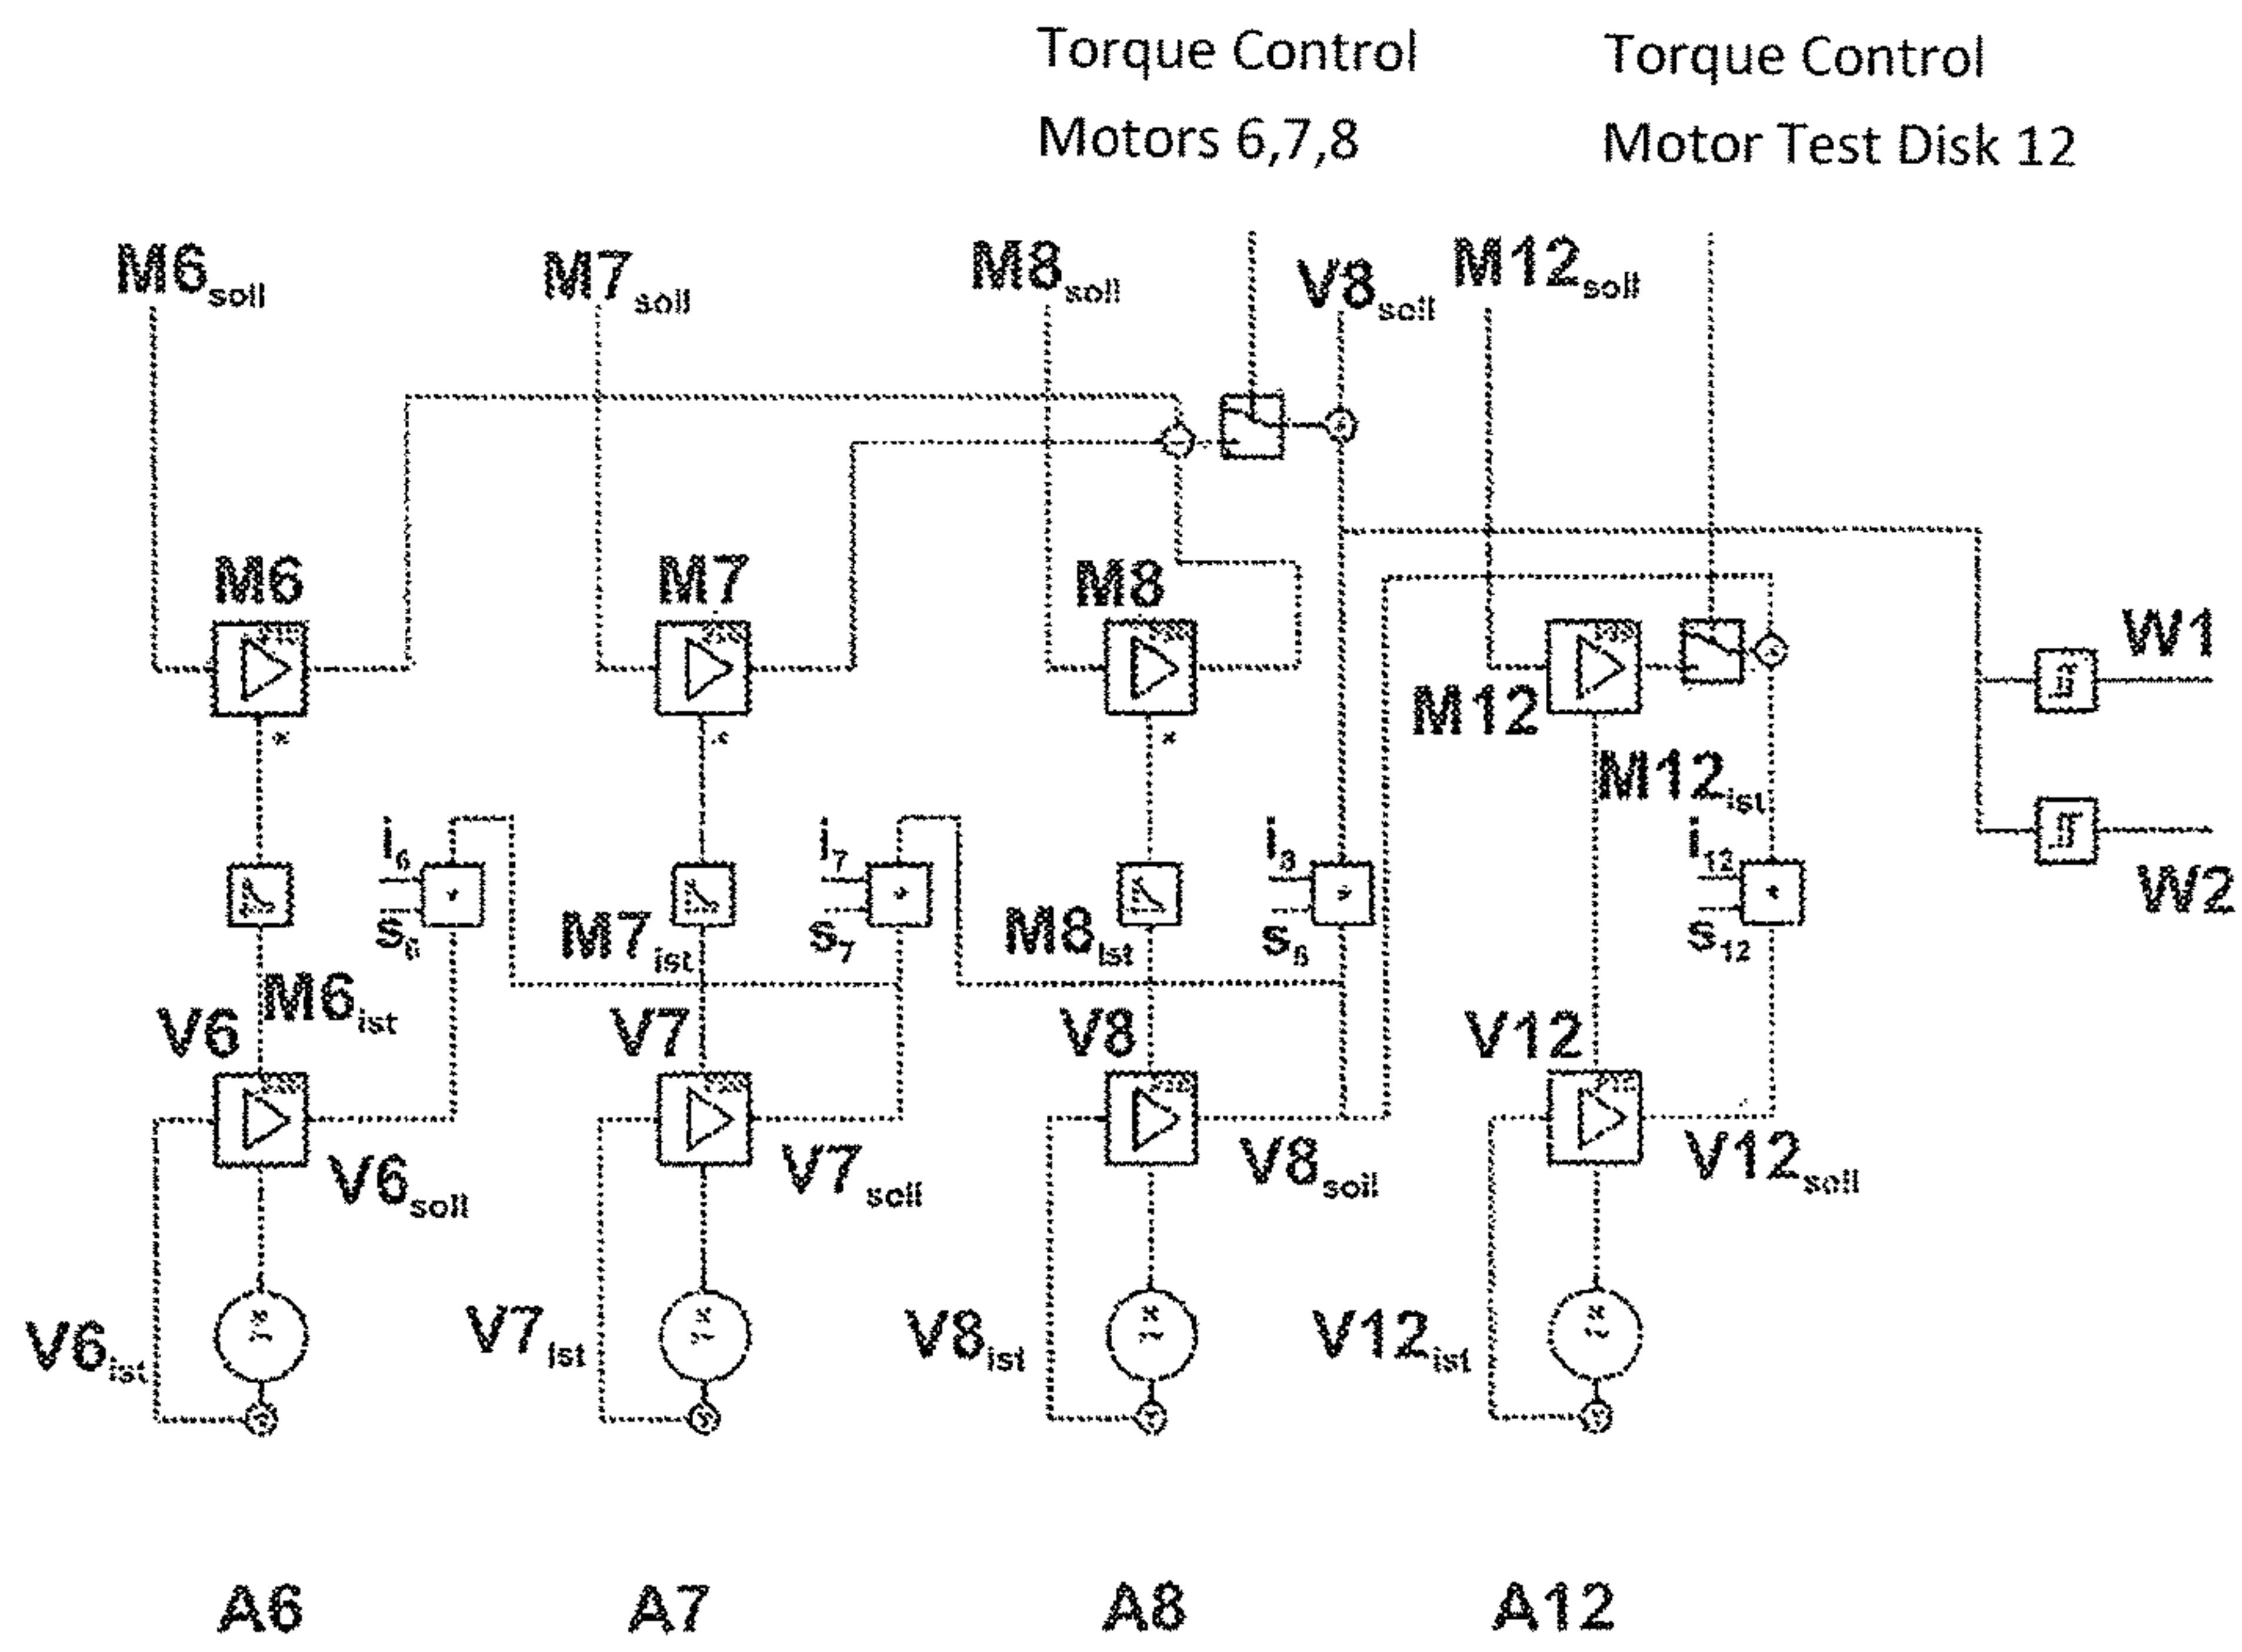 Torque Control
Motors 6,7,8
Torque Control
Motor Test Disk 12
M6soll
M7soll
M8soll
V8soll
M12soll
M6
M7
M8
M12
M12ist
W1
W2
i6
s6
i7
s7
i8
s8
i12
s12
M6ist
M7ist
M8ist
V6
V7
V8
V12
V6soll
V7soll
V8soll
V12soll
V6ist
V7ist
V8ist
V12ist
A6
A7
A8
A12